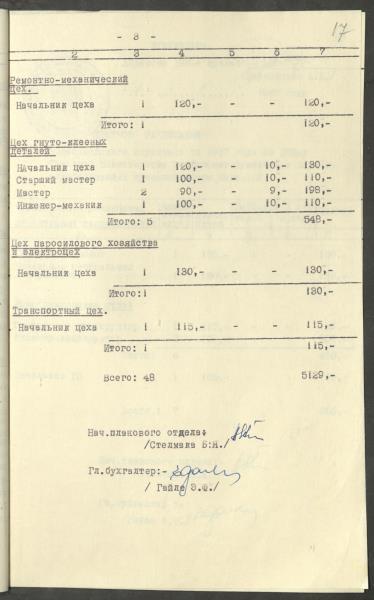 17
- 8 -
2 3 4 5 6 7
Ремонтно-механический
цех.
Начальник цеха 1 120,- - - 120,-
Итого: 1 120,-
Цех гнуто-клееных
деталей
Начальник цеха 1 120,- - 10,- 130,-
Старший мастер 1 100,- - 10,- 110,-
Мастер 2 90,- - 9,- 198,-
Инженер-механик 1 100,- - 10,- 110,-
Итого: 5 548,-
Цех паросилового хозяйства
и электроцех
Начальник цеха 1 130,- - - 130,-
Итого: 1 130,-
Транспортный цех.
Начальник цеха 1 115,- - - 115,-
Итого: 1 115,-
Всего: 48 5129,-
Нач.планового отдела:
/Стелмака Б.Я./
Гл.бухгалтер:-
/ Гайле Э.Ф./